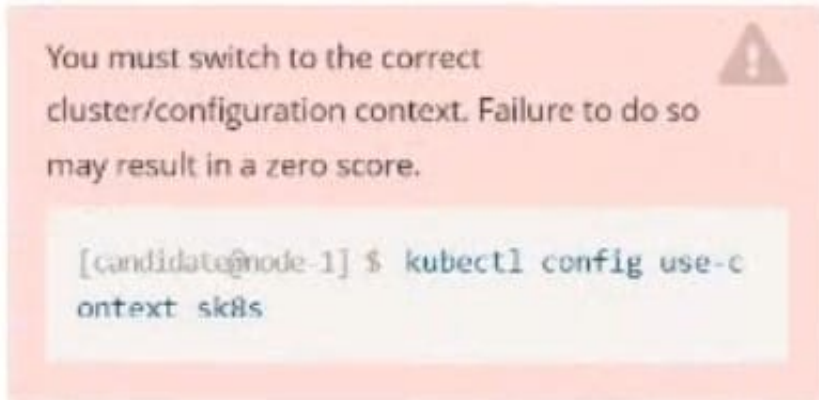 You must switch to the correct
cluster/configuration context. Failure to do so
may result in a zero score.
[candidate@node-1] $ kubectl config use-c
ontext sk8s